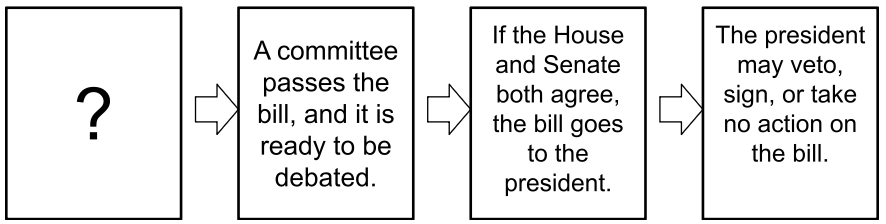 ?
A committee
passes the
bill, and it is
ready to be
debated.
If the House
and Senate
both agree,
the bill goes
to the
president.
The president
may veto,
sign, or take
no action on
the bill.